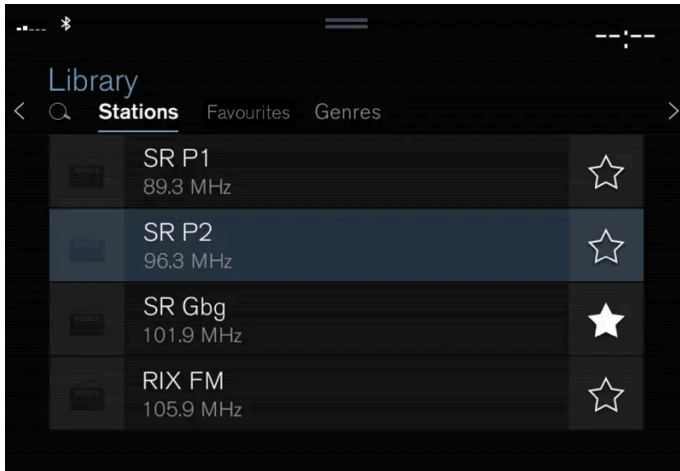 --:--
Library
Stations Favourites Genres
SR P1
89.3 MHz
SR P2
96.3 MHz
SR Gbg
101.9 MHz
RIX FM
105.9 MHz